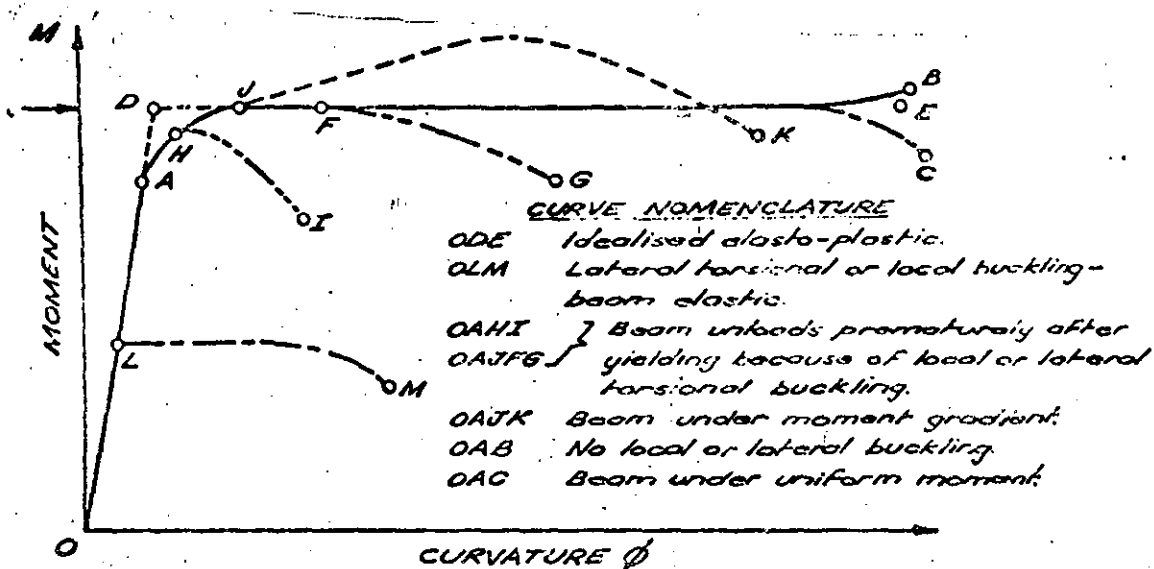 M
D
J
B
E
F
K
H
C
A
G
I
CURVE NOMENCLATURE
ODE Idealised elasto-plastic.
OLM Lateral torsional or local buckling-
beam elastic.
OAHI } Beam unloads prematurely after
OAJFG yielding because of local or lateral
torsional buckling.
OAJK Beam under moment gradient.
OAB No local or lateral buckling.
OAC Beam under uniform moment.
L
M
MOMENT
O
CURVATURE Ø